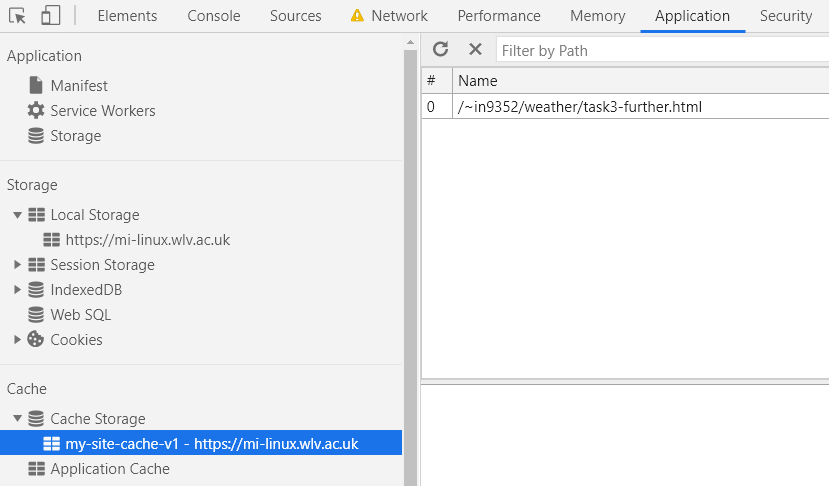 Elements Console Sources Network Performance Memory Application Security
Application
Manifest
Service Workers
Storage
Storage
Local Storage
https://mi-linux.wlv.ac.uk
Session Storage
IndexedDB
Web SQL
Cookies
Cache
Cache Storage
my-site-cache-v1 - https://mi-linux.wlv.ac.uk
Application Cache
Filter by Path
# Name
0 /~in9352/weather/task3-further.html